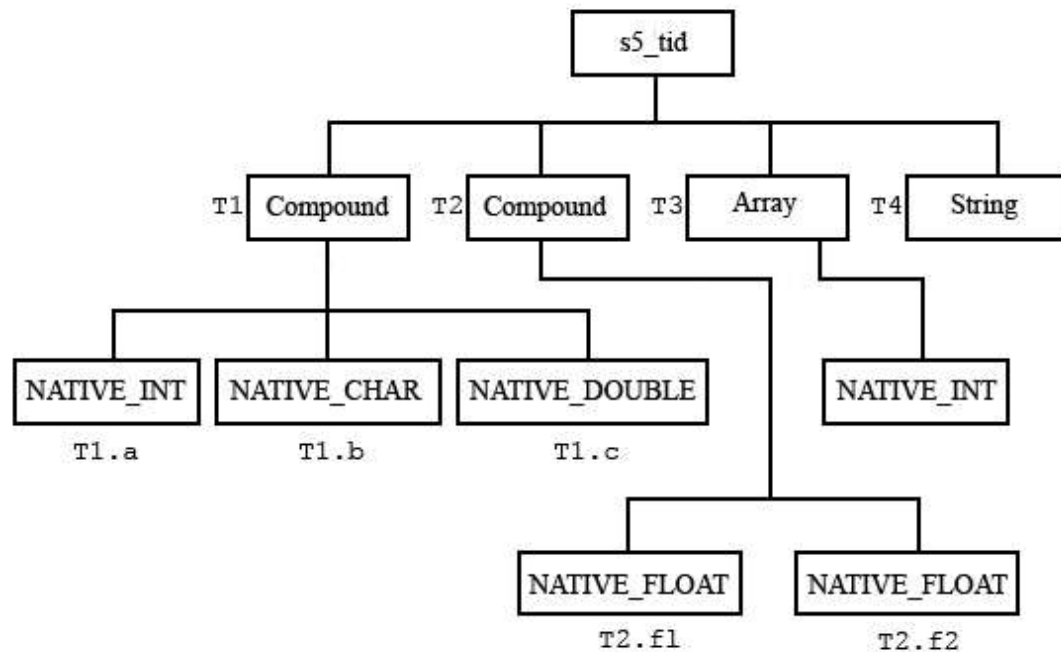 s5_tid
T1 Compound T2 Compound T3 Array T4 String
NATIVE_INT NATIVE_CHAR NATIVE_DOUBLE NATIVE_INT
T1.a T1.b T1.c
NATIVE_FLOAT NATIVE_FLOAT
T2.f1 T2.f2